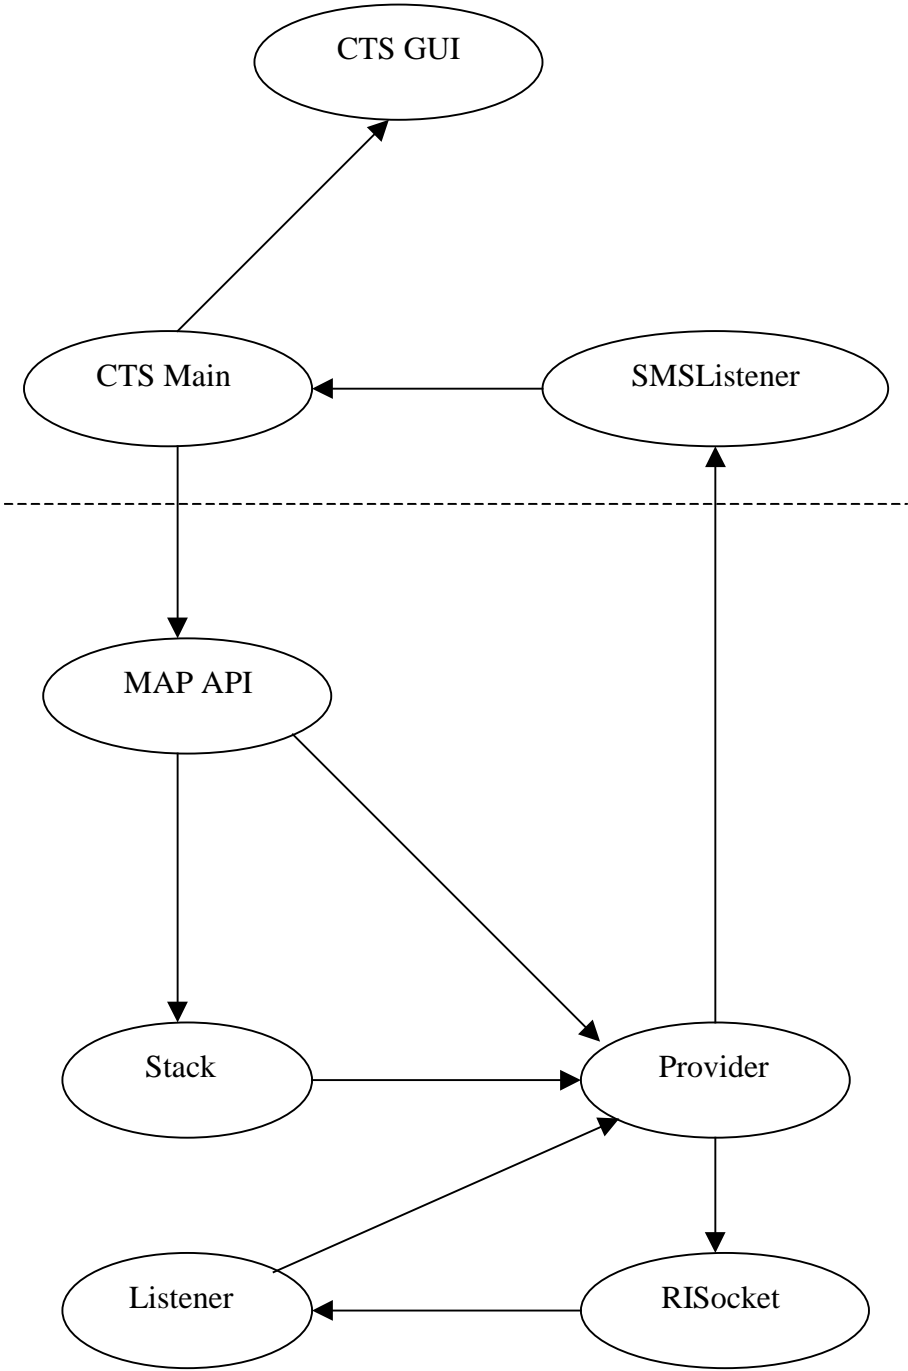 CTS GUI
CTS Main
SMSListener
MAP API
Stack
Provider
Listener
RISocket